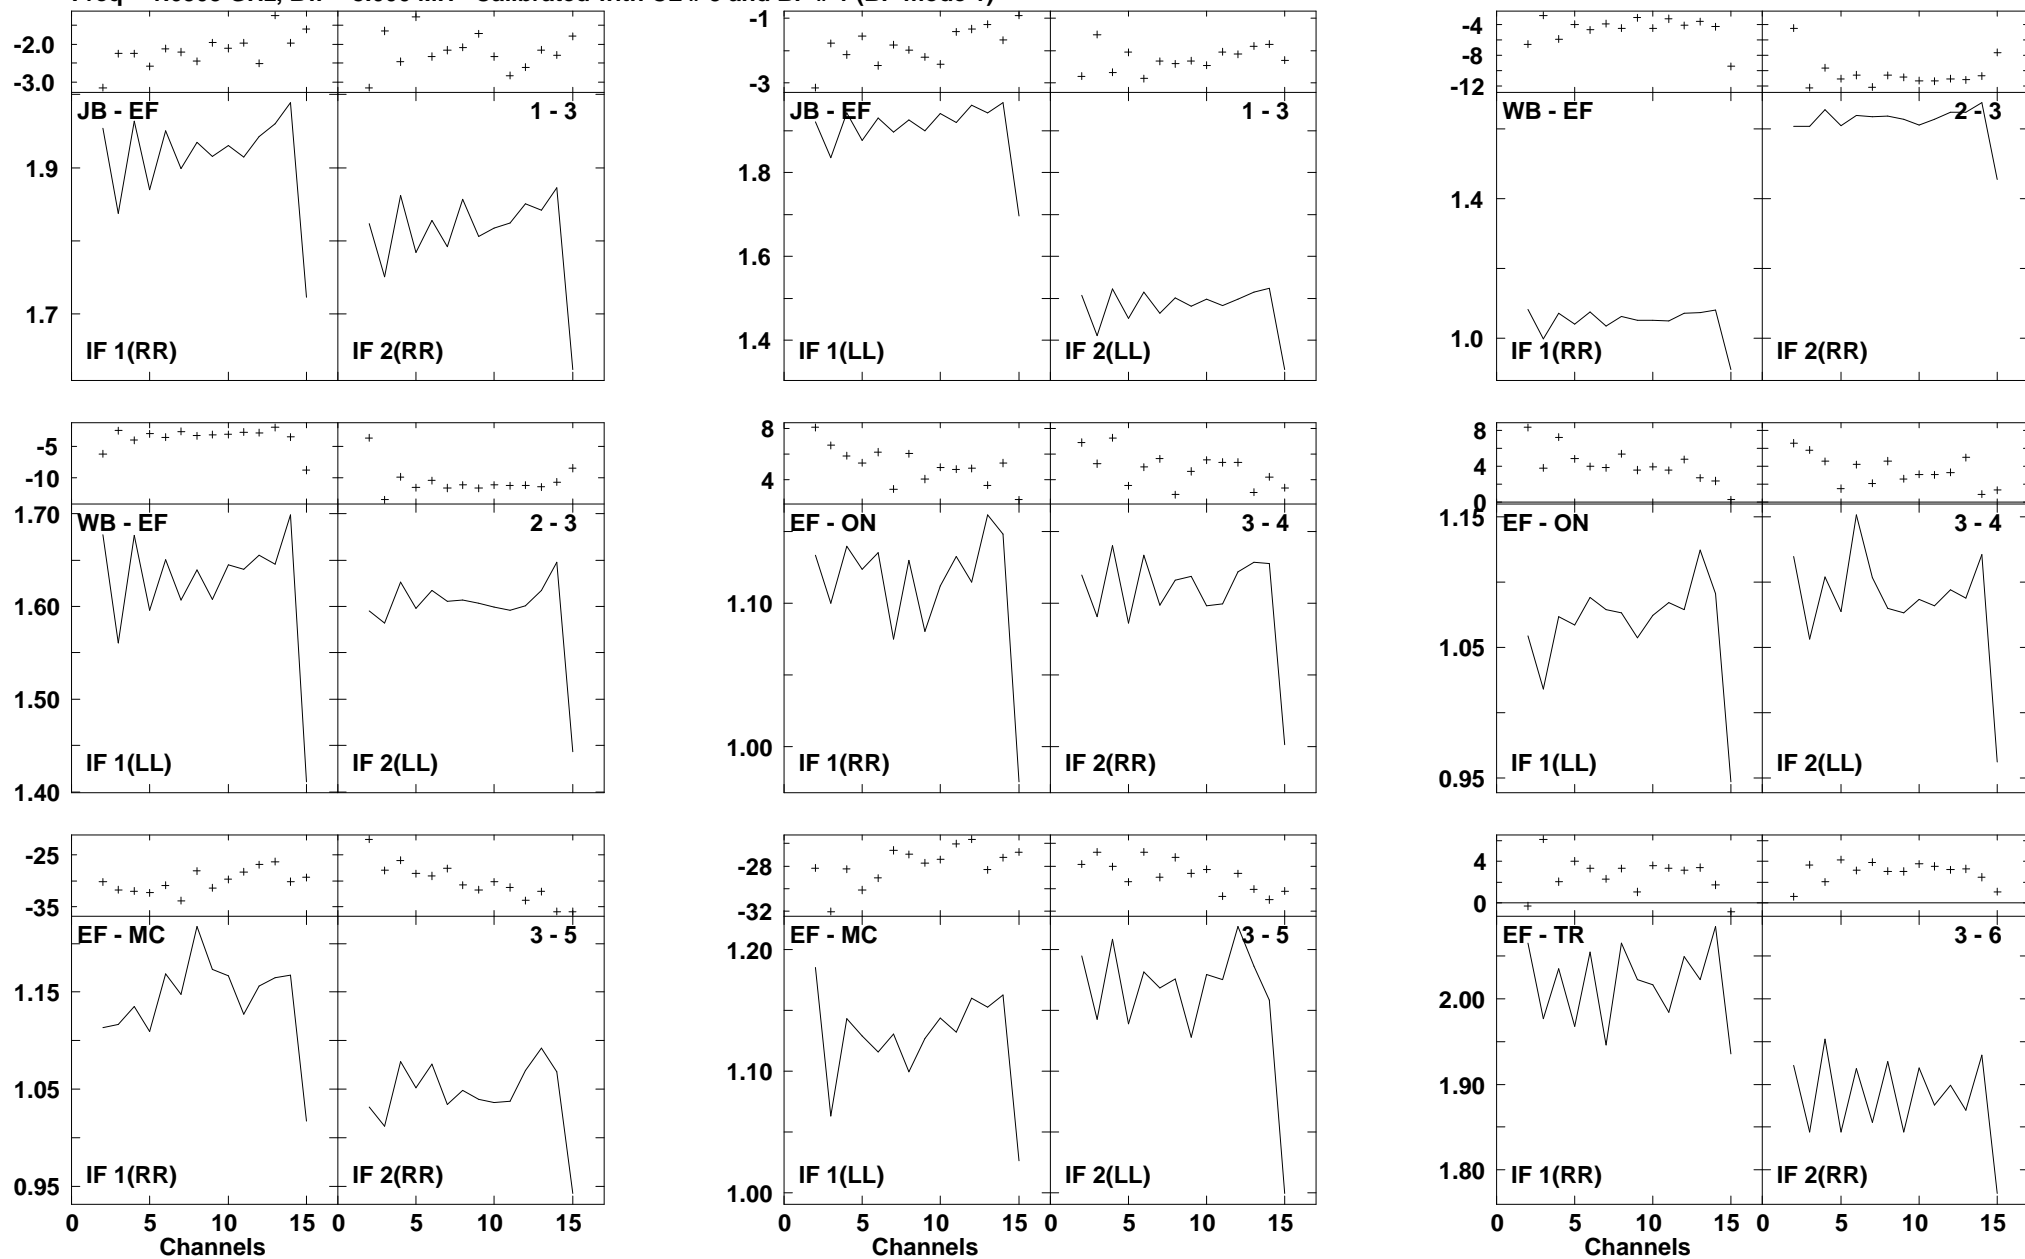 -2.0
-3.0
JB - EF
1 - 3
1.9
1.7
IF 1(RR)
IF 2(RR)
-1
-3
JB - EF
1 - 3
1.8
1.6
1.4
IF 1(LL)
IF 2(LL)
-4
-8
-12
WB - EF
2 - 3
1.4
1.0
IF 1(RR)
IF 2(RR)
-5
-10
1.70
WB - EF
2 - 3
1.60
1.50
1.40
IF 1(LL)
IF 2(LL)
8
4
EF - ON
3 - 4
1.10
1.00
IF 1(RR)
IF 2(RR)
8
4
0
1.15
EF - ON
3 - 4
1.05
0.95
IF 1(LL)
IF 2(LL)
-25
-35
EF - MC
3 - 5
1.15
1.05
0.95
IF 1(RR)
IF 2(RR)
0 5 10 15 0 5 10 15
Channels
-28
-32
EF - MC
3 - 5
1.20
1.10
1.00
IF 1(LL)
IF 2(LL)
0 5 10 15 0 5 10 15
Channels
4
0
EF - TR
3 - 6
2.00
1.90
1.80
IF 1(RR)
IF 2(RR)
0 5 10 15 0 5 10 15
Channels